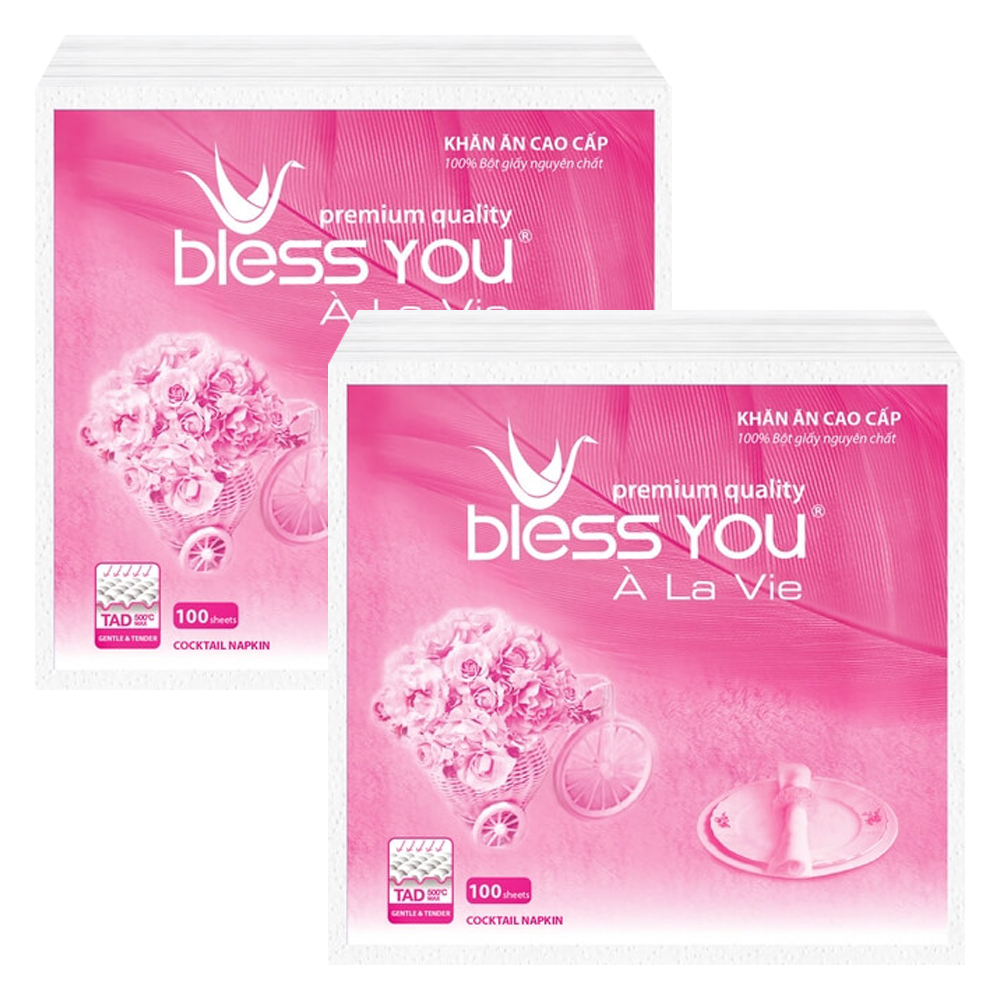 KHĂN ĂN CAO CẤP
100% Bột giấy nguyên chất
premium quality
bless YOU®
À La Vie
TAD 500°C MAX
GENTLE & TENDER
100 sheets
COCKTAIL NAPKIN
KHĂN ĂN CAO CẤP
100% Bột giấy nguyên chất
premium quality
bless YOU®
À La Vie
TAD 500°C MAX
GENTLE & TENDER
100 sheets
COCKTAIL NAPKIN